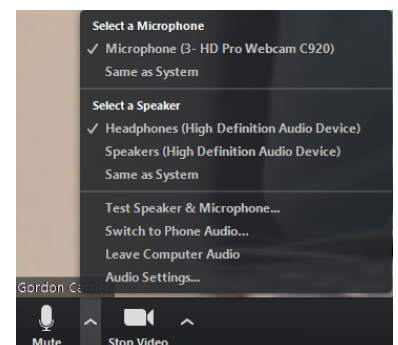 Select a Microphone
✓ Microphone (3- HD Pro Webcam C920)
Same as System
Select a Speaker
✓ Headphones (High Definition Audio Device)
Speakers (High Definition Audio Device)
Same as System
Test Speaker & Microphone...
Switch to Phone Audio...
Leave Computer Audio
Audio Settings...
Gordon
Mute
Stop Video